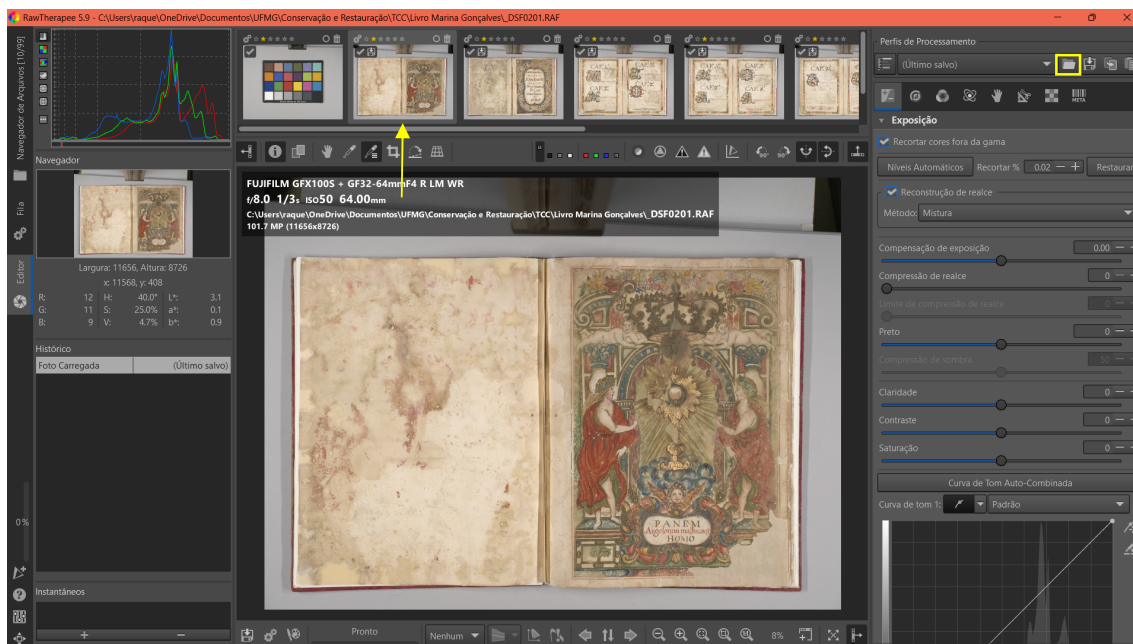 RawTherapee 5.9 - C:\Users\raque\OneDrive\Documentos\UFMG\Conservação e Restauração\TCC\Livro Marina Gonçalves\_DSF0201.RAF
Navegador de Arquivos [10/99]
Fila
Editor
0%
Navegador
Largura: 11656, Altura: 8726
x: 11568, y: 408
R: 12 H: 40.0° L*: 3.1
G: 11 S: 25.0% a*: 0.1
B: 9 V: 4.7% b*: 0.9
Histórico
Foto Carregada (Último salvo)
Instantâneos
+ −
FUJIFILM GFX100S + GF32-64mmF4 R LM WR
f/8.0 1/3s ISO50 64.00mm
C:\Users\raque\OneDrive\Documentos\UFMG\Conservação e Restauração\TCC\Livro Marina Gonçalves\_DSF0201.RAF
101.7 MP (11656x8726)
PANEM
Angelorum manducavit
HOMO
Pronto
Nenhum
8%
Perfis de Processamento
(Último salvo)
META
Exposição
Recortar cores fora da gama
Níveis Automáticos Recortar % 0.02 − + Restaurar
Reconstrução de realce
Método: Mistura
Compensação de exposição 0.00
Compressão de realce 0
Limite de compressão de realce 0
Preto 0
Compressão de sombra 50
Claridade 0
Contraste 0
Saturação 0
Curva de Tom Auto-Combinada
Curva de tom 1: Padrão